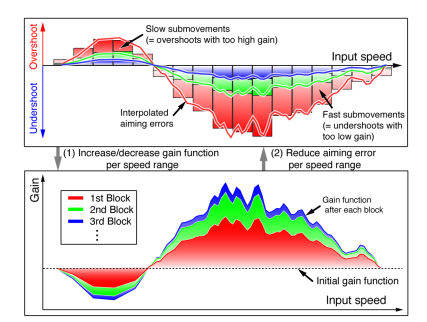 Overshoot
Undershoot
Slow submovements
(= overshoots with too high gain)
Input speed
Interpolated
aiming errors
Fast submovements
(= undershoots with
too low gain)
(1) Increase/decrease gain function
per speed range
(2) Reduce aiming error
per speed range
Gain
1st Block
2nd Block
3rd Block
⋮
Gain function
after each block
Initial gain function
Input speed